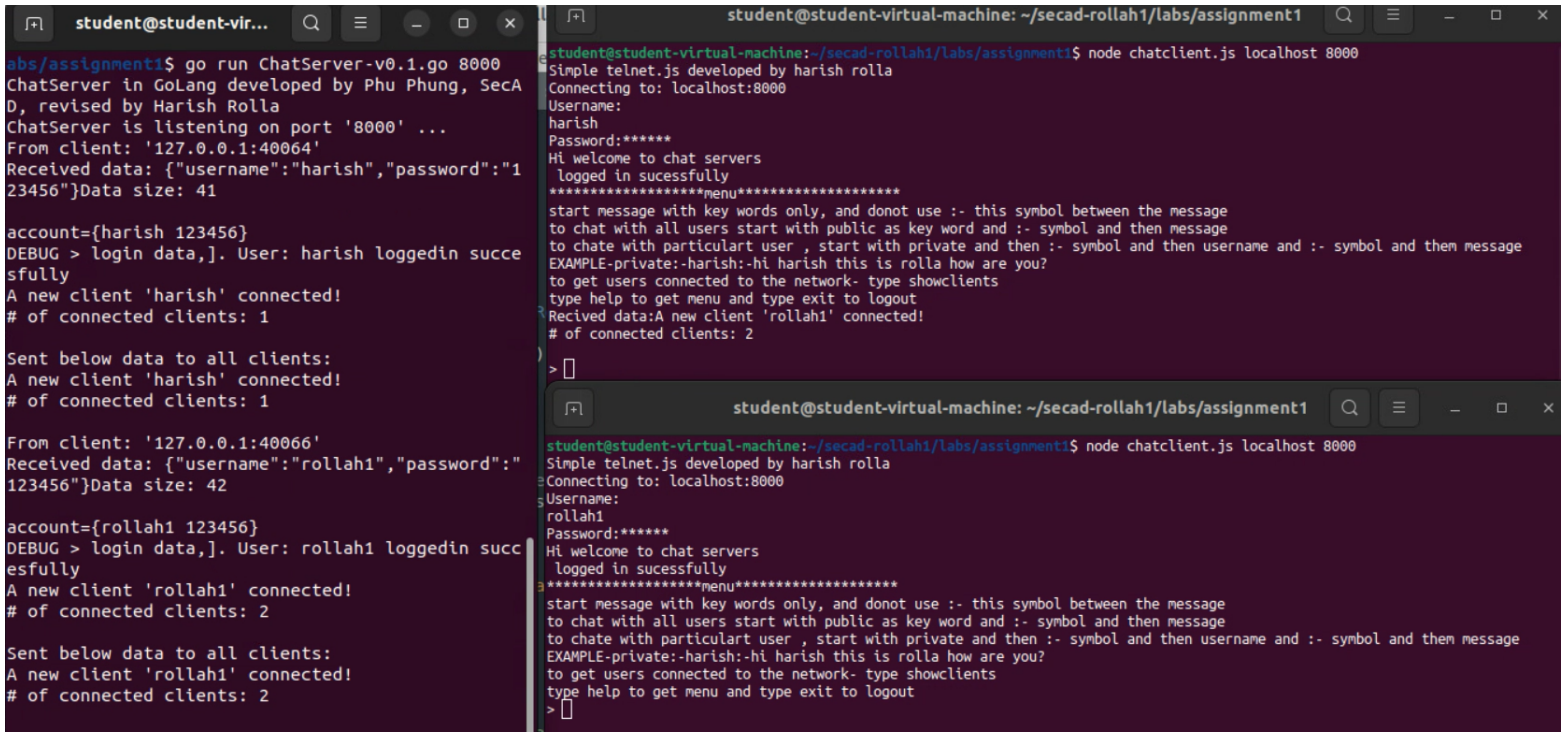 student@student-vir...
abs/assignment1$ go run ChatServer-v0.1.go 8000
ChatServer in GoLang developed by Phu Phung, SecA
D, revised by Harish Rolla
ChatServer is listening on port '8000' ...
From client: '127.0.0.1:40064'
Received data: {"username":"harish","password":"1
23456"}Data size: 41
account={harish 123456}
DEBUG > login data,]. User: harish loggedin succe
sfully
A new client 'harish' connected!
# of connected clients: 1
Sent below data to all clients:
A new client 'harish' connected!
# of connected clients: 1
From client: '127.0.0.1:40066'
Received data: {"username":"rollah1","password":"
123456"}Data size: 42
account={rollah1 123456}
DEBUG > login data,]. User: rollah1 loggedin succ
esfully
A new client 'rollah1' connected!
# of connected clients: 2
Sent below data to all clients:
A new client 'rollah1' connected!
# of connected clients: 2
student@student-virtual-machine: ~/secad-rollah1/labs/assignment1
student@student-virtual-machine:~/secad-rollah1/labs/assignment1$ node chatclient.js localhost 8000
Simple telnet.js developed by harish rolla
Connecting to: localhost:8000
Username:
harish
Password:******
Hi welcome to chat servers
logged in sucessfully
*******************menu********************
start message with key words only, and donot use :- this symbol between the message
to chat with all users start with public as key word and :- symbol and then message
to chate with particulart user , start with private and then :- symbol and then username and :- symbol and them message
EXAMPLE-private:-harish:-hi harish this is rolla how are you?
to get users connected to the network- type showclients
type help to get menu and type exit to logout
Recived data:A new client 'rollah1' connected!
# of connected clients: 2
>
student@student-virtual-machine: ~/secad-rollah1/labs/assignment1
student@student-virtual-machine:~/secad-rollah1/labs/assignment1$ node chatclient.js localhost 8000
Simple telnet.js developed by harish rolla
Connecting to: localhost:8000
Username:
rollah1
Password:******
Hi welcome to chat servers
logged in sucessfully
*******************menu********************
start message with key words only, and donot use :- this symbol between the message
to chat with all users start with public as key word and :- symbol and then message
to chate with particulart user , start with private and then :- symbol and then username and :- symbol and them message
EXAMPLE-private:-harish:-hi harish this is rolla how are you?
to get users connected to the network- type showclients
type help to get menu and type exit to logout
>